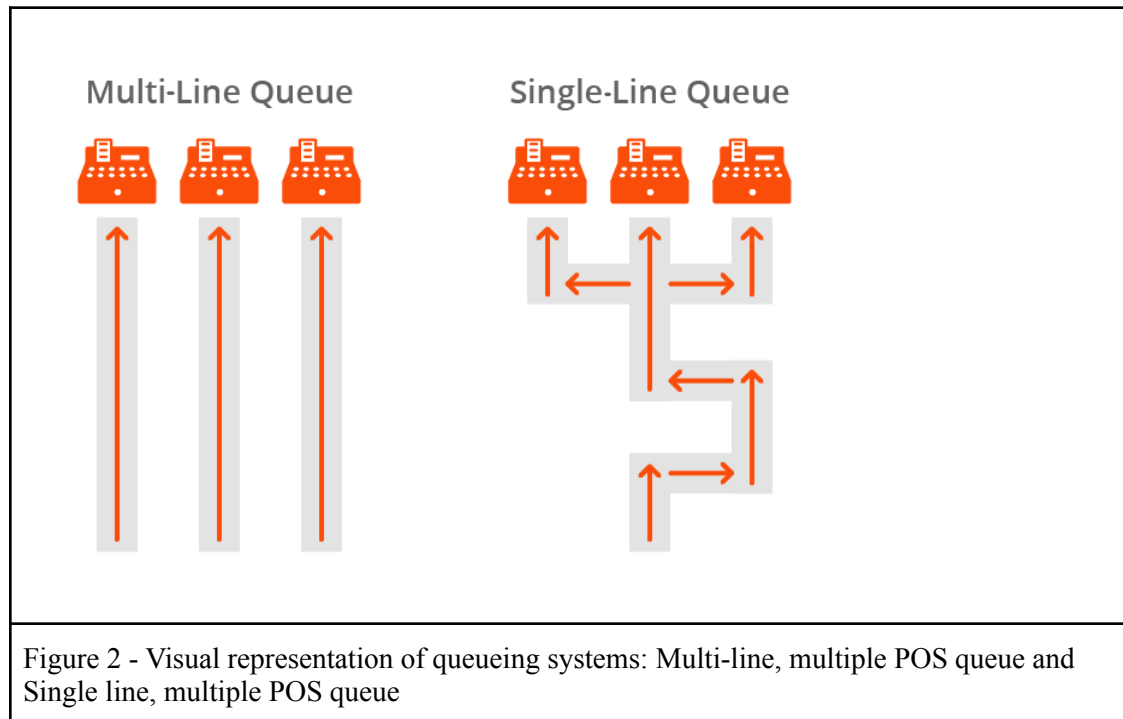 Multi-Line Queue
Single-Line Queue
Figure 2 - Visual representation of queueing systems: Multi-line, multiple POS queue and
Single line, multiple POS queue